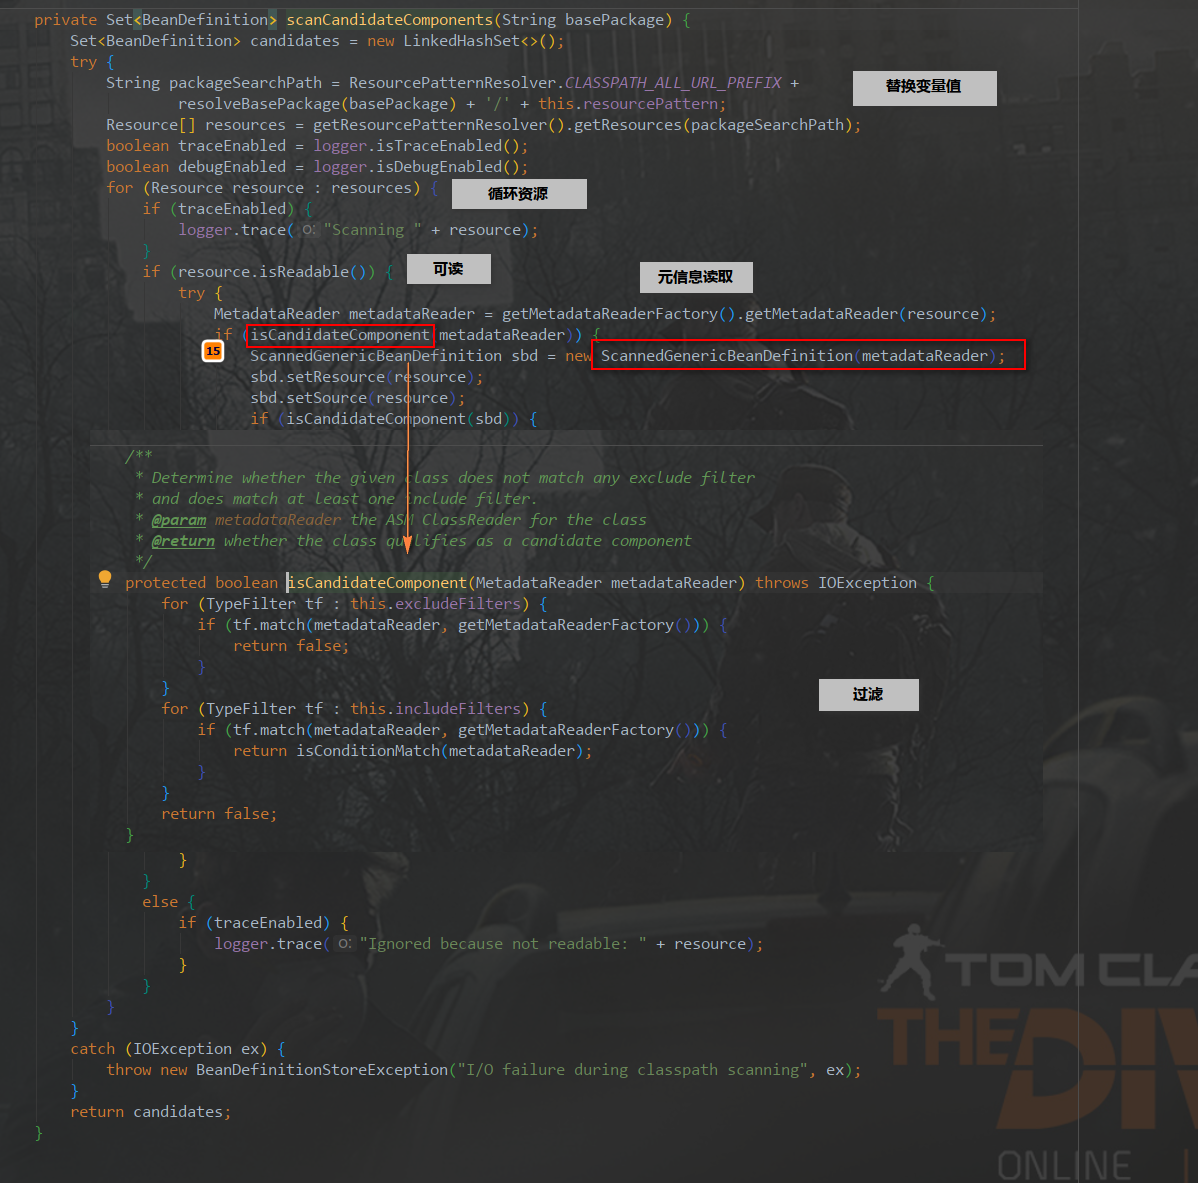 private Set<BeanDefinition> scanCandidateComponents(String basePackage) {
Set<BeanDefinition> candidates = new LinkedHashSet<>();
try {
String packageSearchPath = ResourcePatternResolver.CLASSPATH_ALL_URL_PREFIX +
替换变量值
resolveBasePackage(basePackage) + '/' + this.resourcePattern;
Resource[] resources = getResourcePatternResolver().getResources(packageSearchPath);
boolean traceEnabled = logger.isTraceEnabled();
boolean debugEnabled = logger.isDebugEnabled();
for (Resource resource : resources) { 循环资源
if (traceEnabled) {
logger.trace( o: "Scanning " + resource);
}
if (resource.isReadable()) { 可读 元信息读取
try {
MetadataReader metadataReader = getMetadataReaderFactory().getMetadataReader(resource);
if (isCandidateComponent metadataReader)) {
15 ScannedGenericBeanDefinition sbd = new ScannedGenericBeanDefinition(metadataReader);
sbd.setResource(resource);
sbd.setSource(resource);
if (isCandidateComponent(sbd)) {
/**
* Determine whether the given class does not match any exclude filter
* and does match at least one include filter.
* @param metadataReader the ASM ClassReader for the class
* @return whether the class qualifies as a candidate component
*/
protected boolean isCandidateComponent(MetadataReader metadataReader) throws IOException {
for (TypeFilter tf : this.excludeFilters) {
if (tf.match(metadataReader, getMetadataReaderFactory())) {
return false;
}
}
过滤
for (TypeFilter tf : this.includeFilters) {
if (tf.match(metadataReader, getMetadataReaderFactory())) {
return isConditionMatch(metadataReader);
}
}
return false;
}
}
}
else {
if (traceEnabled) {
logger.trace( o: "Ignored because not readable: " + resource);
}
}
}
}
catch (IOException ex) {
throw new BeanDefinitionStoreException("I/O failure during classpath scanning", ex);
}
return candidates;
}
TOM CLA
THE DIV
ONLINE